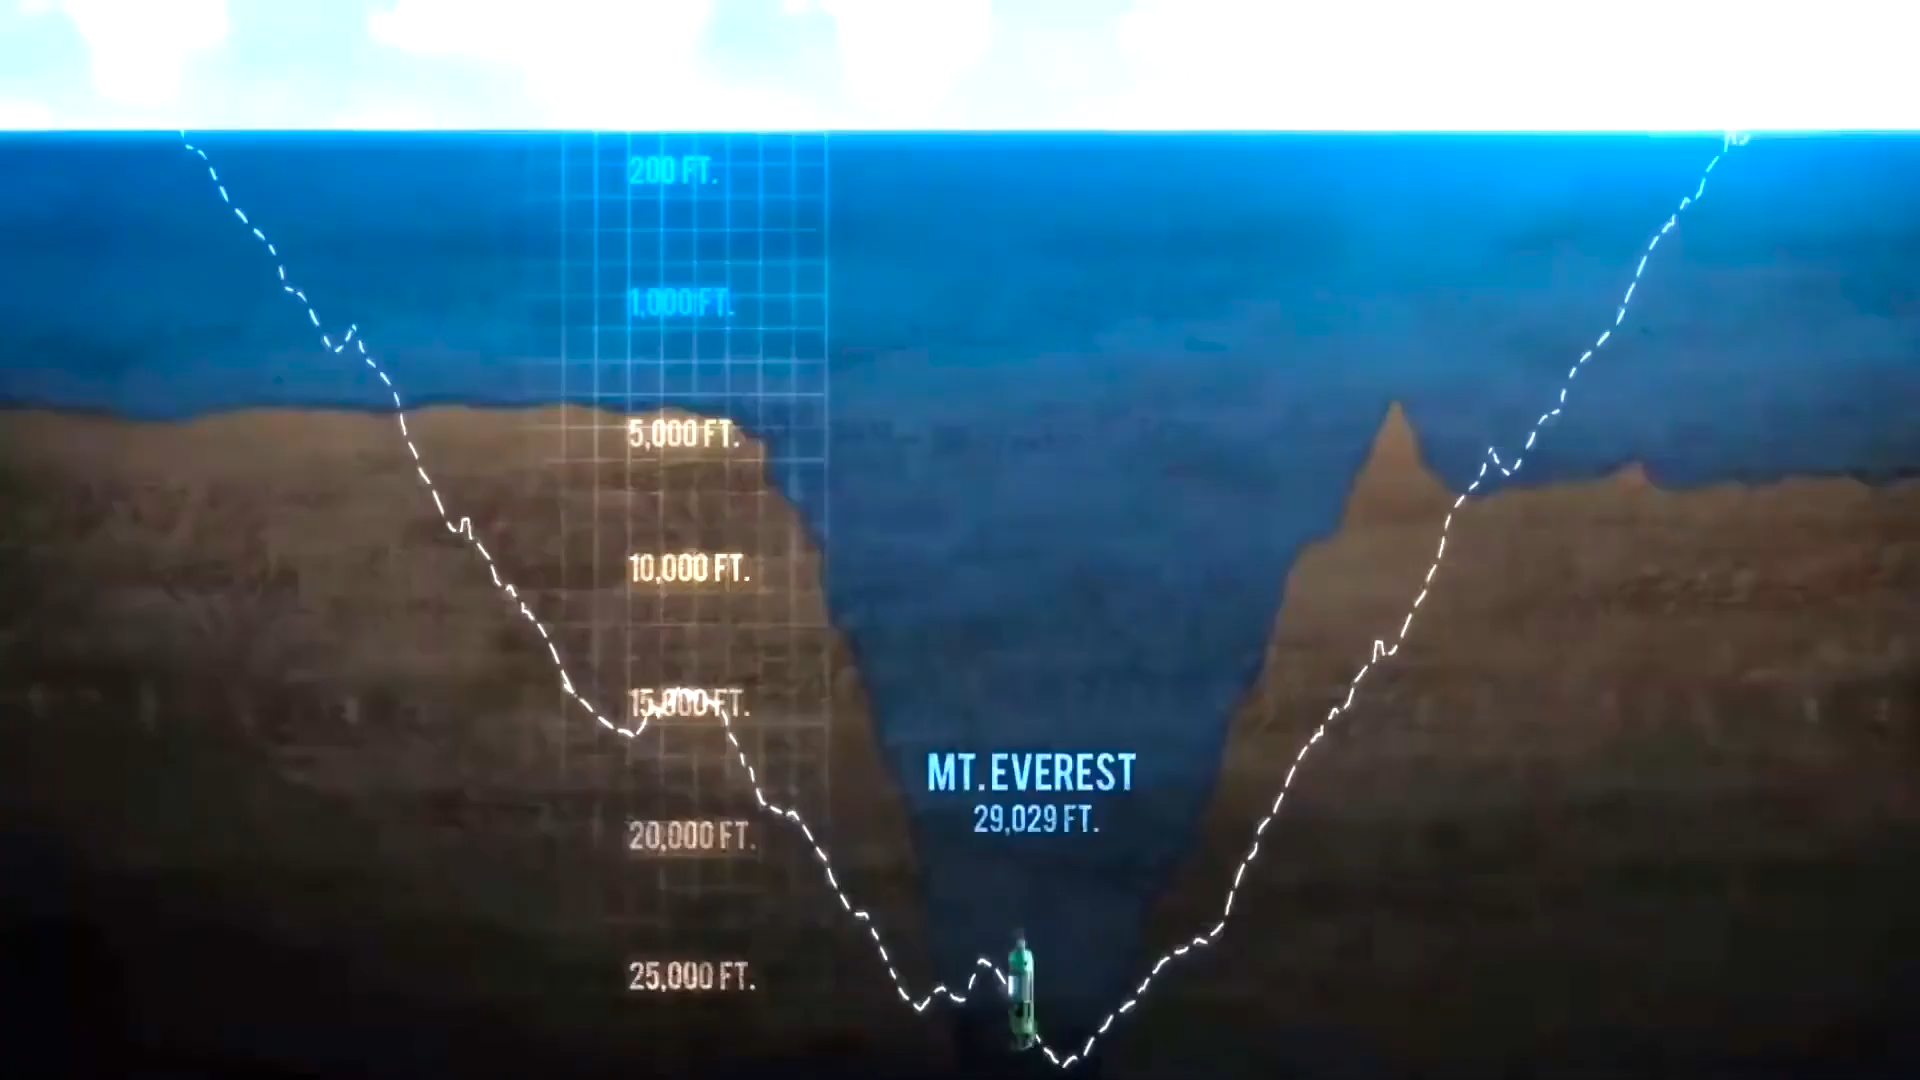 200 FT.
1,000 FT.
5,000 FT.
10,000 FT.
15,000 FT.
MT. EVEREST
29,029 FT.
20,000 FT.
25,000 FT.